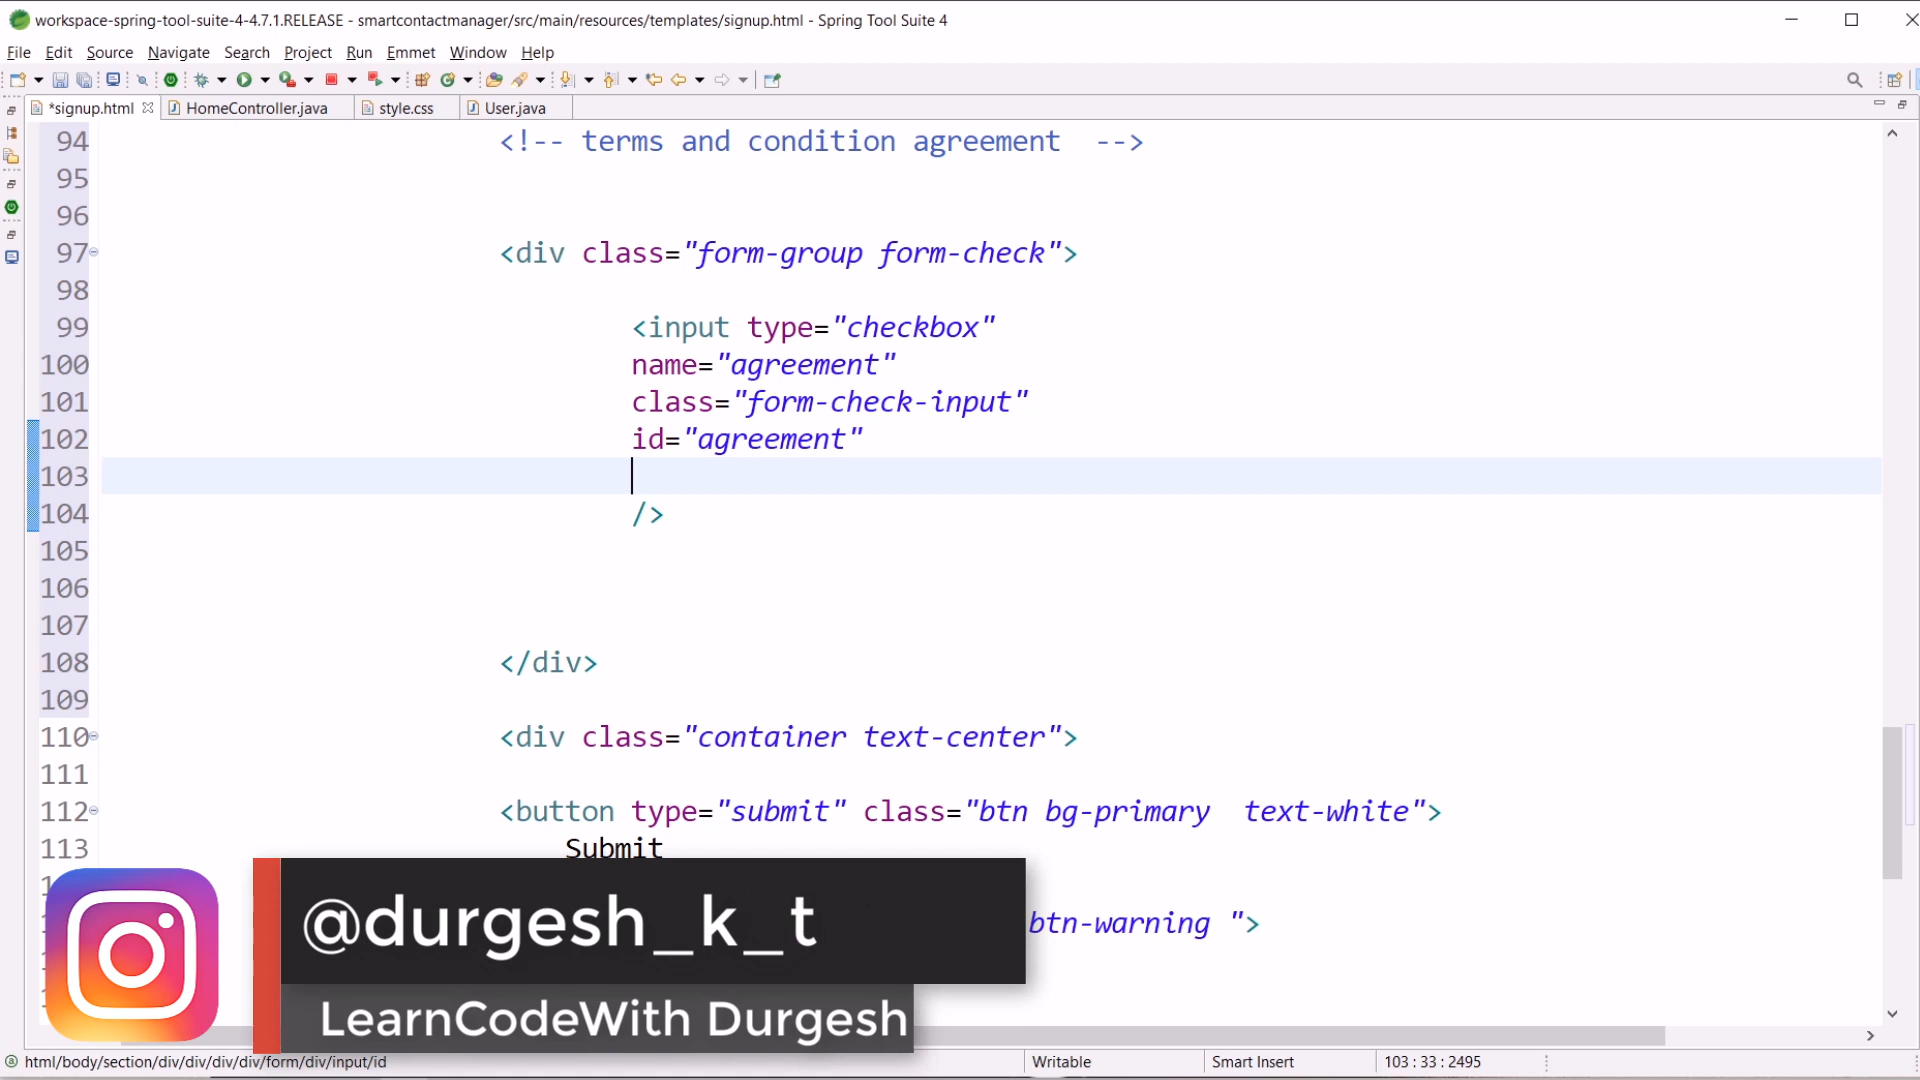 workspace-spring-tool-suite-4-4.7.1.RELEASE - smartcontactmanager/src/main/resources/templates/signup.html - Spring Tool Suite 4
File Edit Source Navigate Search Project Run Emmet Window Help
*signup.html HomeController.java style.css User.java
94 <!-- terms and condition agreement -->
95
96
97 <div class="form-group form-check">
98
99 <input type="checkbox"
100 name="agreement"
101 class="form-check-input"
102 id="agreement"
103
104 />
105
106
107
108 </div>
109
110 <div class="container text-center">
111
112 <button type="submit" class="btn bg-primary text-white">
113 Submit
btn-warning ">
@durgesh_k_t
LearnCodeWith Durgesh
html/body/section/div/div/div/div/form/div/input/id Writable Smart Insert 103 : 33 : 2495